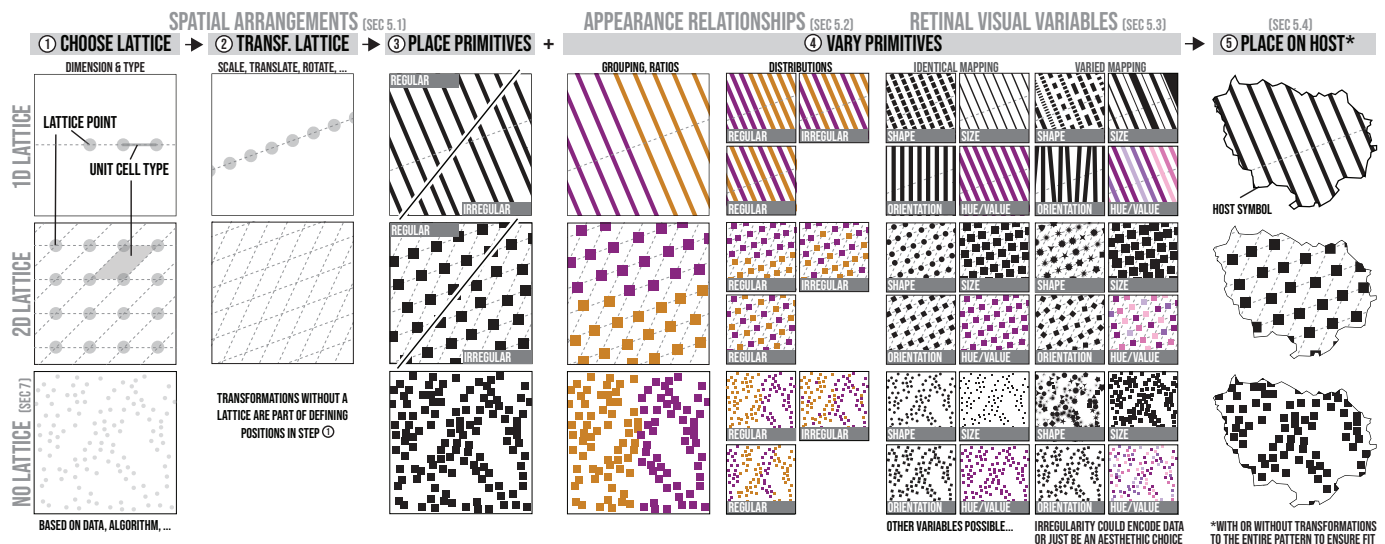 SPATIAL ARRANGEMENTS (SEC 5.1)
APPEARANCE RELATIONSHIPS (SEC 5.2)
RETINAL VISUAL VARIABLES (SEC 5.3)
(SEC 5.4)
① CHOOSE LATTICE
② TRANSF. LATTICE
③ PLACE PRIMITIVES
+
④ VARY PRIMITIVES
⑤ PLACE ON HOST*
DIMENSION & TYPE
SCALE, TRANSLATE, ROTATE, ...
GROUPING, RATIOS
DISTRIBUTIONS
IDENTICAL MAPPING
VARIED MAPPING
1D LATTICE
LATTICE POINT
UNIT CELL TYPE
REGULAR
IRREGULAR
REGULAR
IRREGULAR
REGULAR
SHAPE
SIZE
SHAPE
SIZE
ORIENTATION
HUE/VALUE
ORIENTATION
HUE/VALUE
HOST SYMBOL
2D LATTICE
REGULAR
IRREGULAR
REGULAR
IRREGULAR
REGULAR
SHAPE
SIZE
SHAPE
SIZE
ORIENTATION
HUE/VALUE
ORIENTATION
HUE/VALUE
NO LATTICE (SEC 7)
TRANSFORMATIONS WITHOUT A
LATTICE ARE PART OF DEFINING
POSITIONS IN STEP ①
REGULAR
IRREGULAR
REGULAR
SHAPE
SIZE
SHAPE
SIZE
ORIENTATION
HUE/VALUE
ORIENTATION
HUE/VALUE
BASED ON DATA, ALGORITHM, ...
OTHER VARIABLES POSSIBLE...
IRREGULARITY COULD ENCODE DATA
OR JUST BE AN AESTHETHIC CHOICE
*WITH OR WITHOUT TRANSFORMATIONS
TO THE ENTIRE PATTERN TO ENSURE FIT